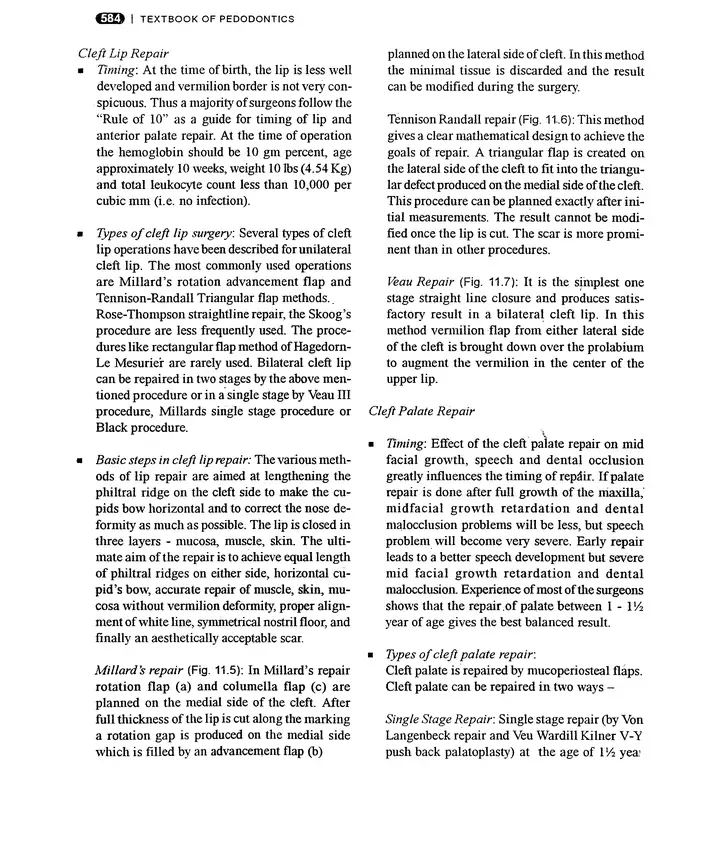 584 | TEXTBOOK OF PEDODONTICS
Cleft Lip Repair
▪ Timing: At the time of birth, the lip is less well
developed and vermilion border is not very con-
spicuous. Thus a majority of surgeons follow the
“Rule of 10” as a guide for timing of lip and
anterior palate repair. At the time of operation
the hemoglobin should be 10 gm percent, age
approximately 10 weeks, weight 10 lbs (4.54 Kg)
and total leukocyte count less than 10,000 per
cubic mm (i.e. no infection).
▪ Types of cleft lip surgery: Several types of cleft
lip operations have been described for unilateral
cleft lip. The most commonly used operations
are Millard’s rotation advancement flap and
Tennison-Randall Triangular flap methods.
Rose-Thompson straightline repair, the Skoog’s
procedure are less frequently used. The proce-
dures like rectangular flap method of Hagedorn-
Le Mesurier are rarely used. Bilateral cleft lip
can be repaired in two stages by the above men-
tioned procedure or in a single stage by Veau III
procedure, Millards single stage procedure or
Black procedure.
▪ Basic steps in cleft lip repair: The various meth-
ods of lip repair are aimed at lengthening the
philtral ridge on the cleft side to make the cu-
pids bow horizontal and to correct the nose de-
formity as much as possible. The lip is closed in
three layers - mucosa, muscle, skin. The ulti-
mate aim of the repair is to achieve equal length
of philtral ridges on either side, horizontal cu-
pid’s bow, accurate repair of muscle, skin, mu-
cosa without vermilion deformity, proper align-
ment of white line, symmetrical nostril floor, and
finally an aesthetically acceptable scar.
Millard’s repair (Fig. 11.5): In Millard’s repair
rotation flap (a) and columella flap (c) are
planned on the medial side of the cleft. After
full thickness of the lip is cut along the marking
a rotation gap is produced on the medial side
which is filled by an advancement flap (b)
planned on the lateral side of cleft. In this method
the minimal tissue is discarded and the result
can be modified during the surgery.
Tennison Randall repair (Fig. 11.6): This method
gives a clear mathematical design to achieve the
goals of repair. A triangular flap is created on
the lateral side of the cleft to fit into the triangu-
lar defect produced on the medial side of the cleft.
This procedure can be planned exactly after ini-
tial measurements. The result cannot be modi-
fied once the lip is cut. The scar is more promi-
nent than in other procedures.
Veau Repair (Fig. 11.7): It is the simplest one
stage straight line closure and produces satis-
factory result in a bilateral cleft lip. In this
method vermilion flap from either lateral side
of the cleft is brought down over the prolabium
to augment the vermilion in the center of the
upper lip.
Cleft Palate Repair
▪ Timing: Effect of the cleft palate repair on mid
facial growth, speech and dental occlusion
greatly influences the timing of repair. If palate
repair is done after full growth of the maxilla,
midfacial growth retardation and dental
malocclusion problems will be less, but speech
problem will become very severe. Early repair
leads to a better speech development but severe
mid facial growth retardation and dental
malocclusion. Experience of most of the surgeons
shows that the repair of palate between 1 - 1½
year of age gives the best balanced result.
▪ Types of cleft palate repair:
Cleft palate is repaired by mucoperiosteal flaps.
Cleft palate can be repaired in two ways –
Single Stage Repair: Single stage repair (by Von
Langenbeck repair and Veu Wardill Kilner V-Y
push back palatoplasty) at the age of 1½ year